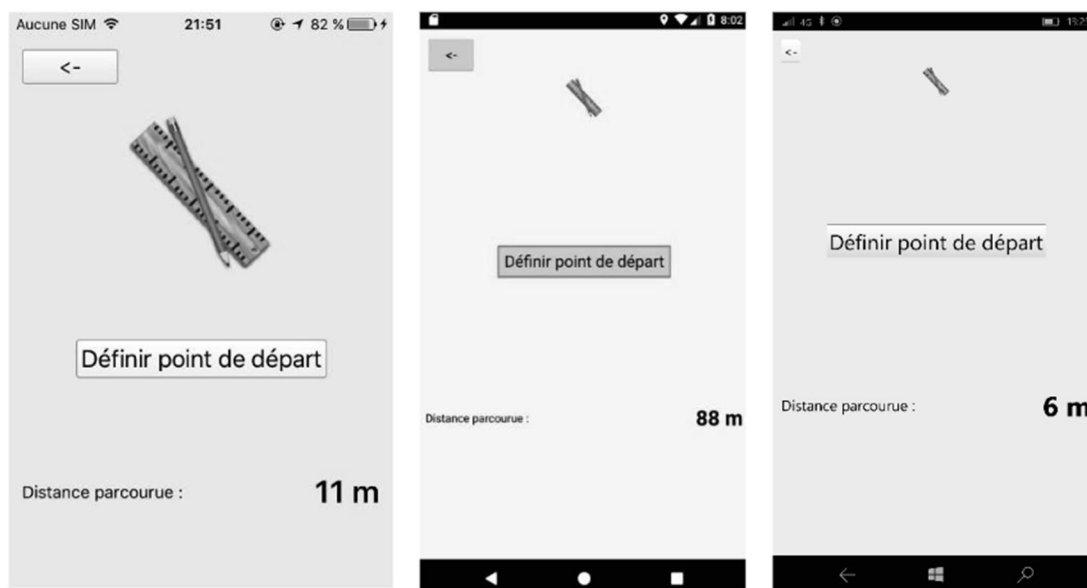 Aucune SIM 21:51 82 %
<-
Définir point de départ
Distance parcourue : 11 m
8:02
<-
Définir point de départ
Distance parcourue : 88 m
4G
<-
Définir point de départ
Distance parcourue : 6 m